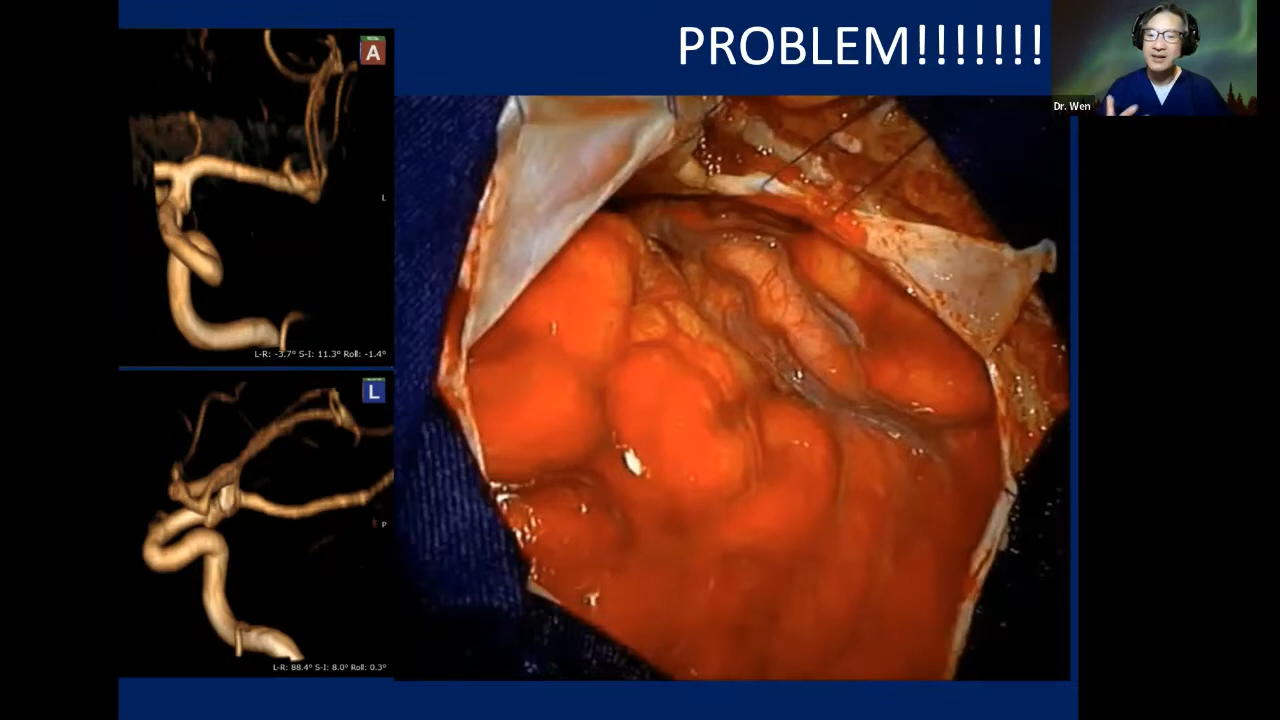 PROBLEM!!!!!!!
Dr. Wen
A
L
L-R: -3.7° S-I: 11.3° Roll: -1.4°
L
P
L-R: 88.4° S-I: 8.0° Roll: 0.3°